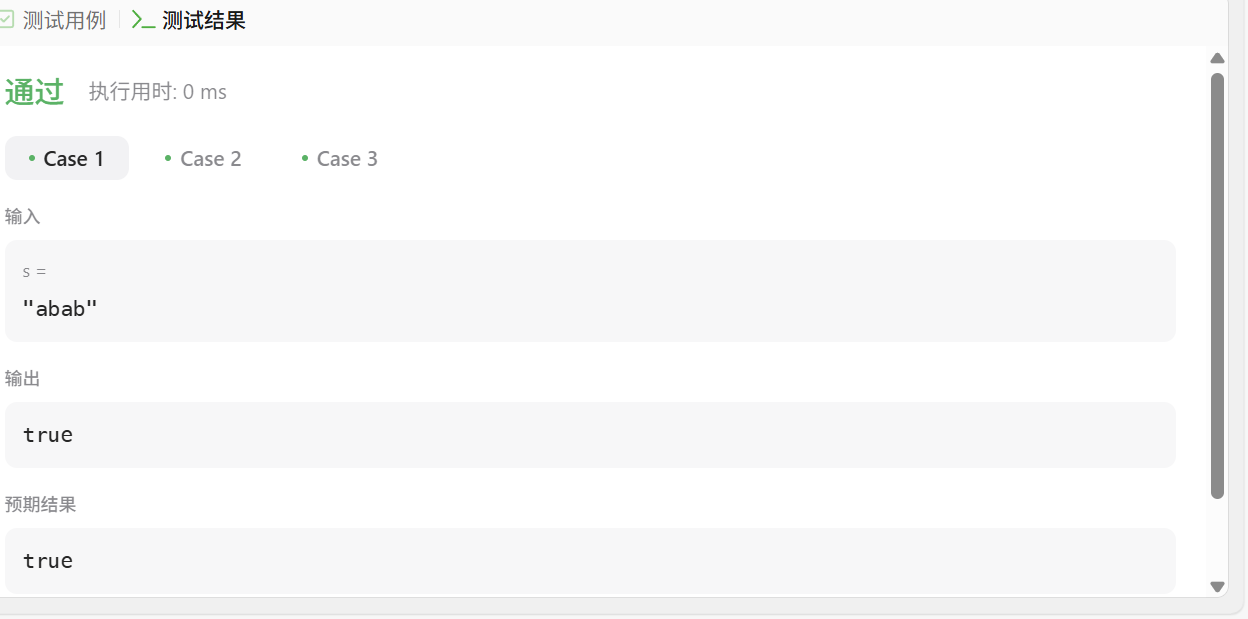 测试用例 测试结果
通过 执行用时: 0 ms
Case 1 Case 2 Case 3
输入
s =
"abab"
输出
true
预期结果
true